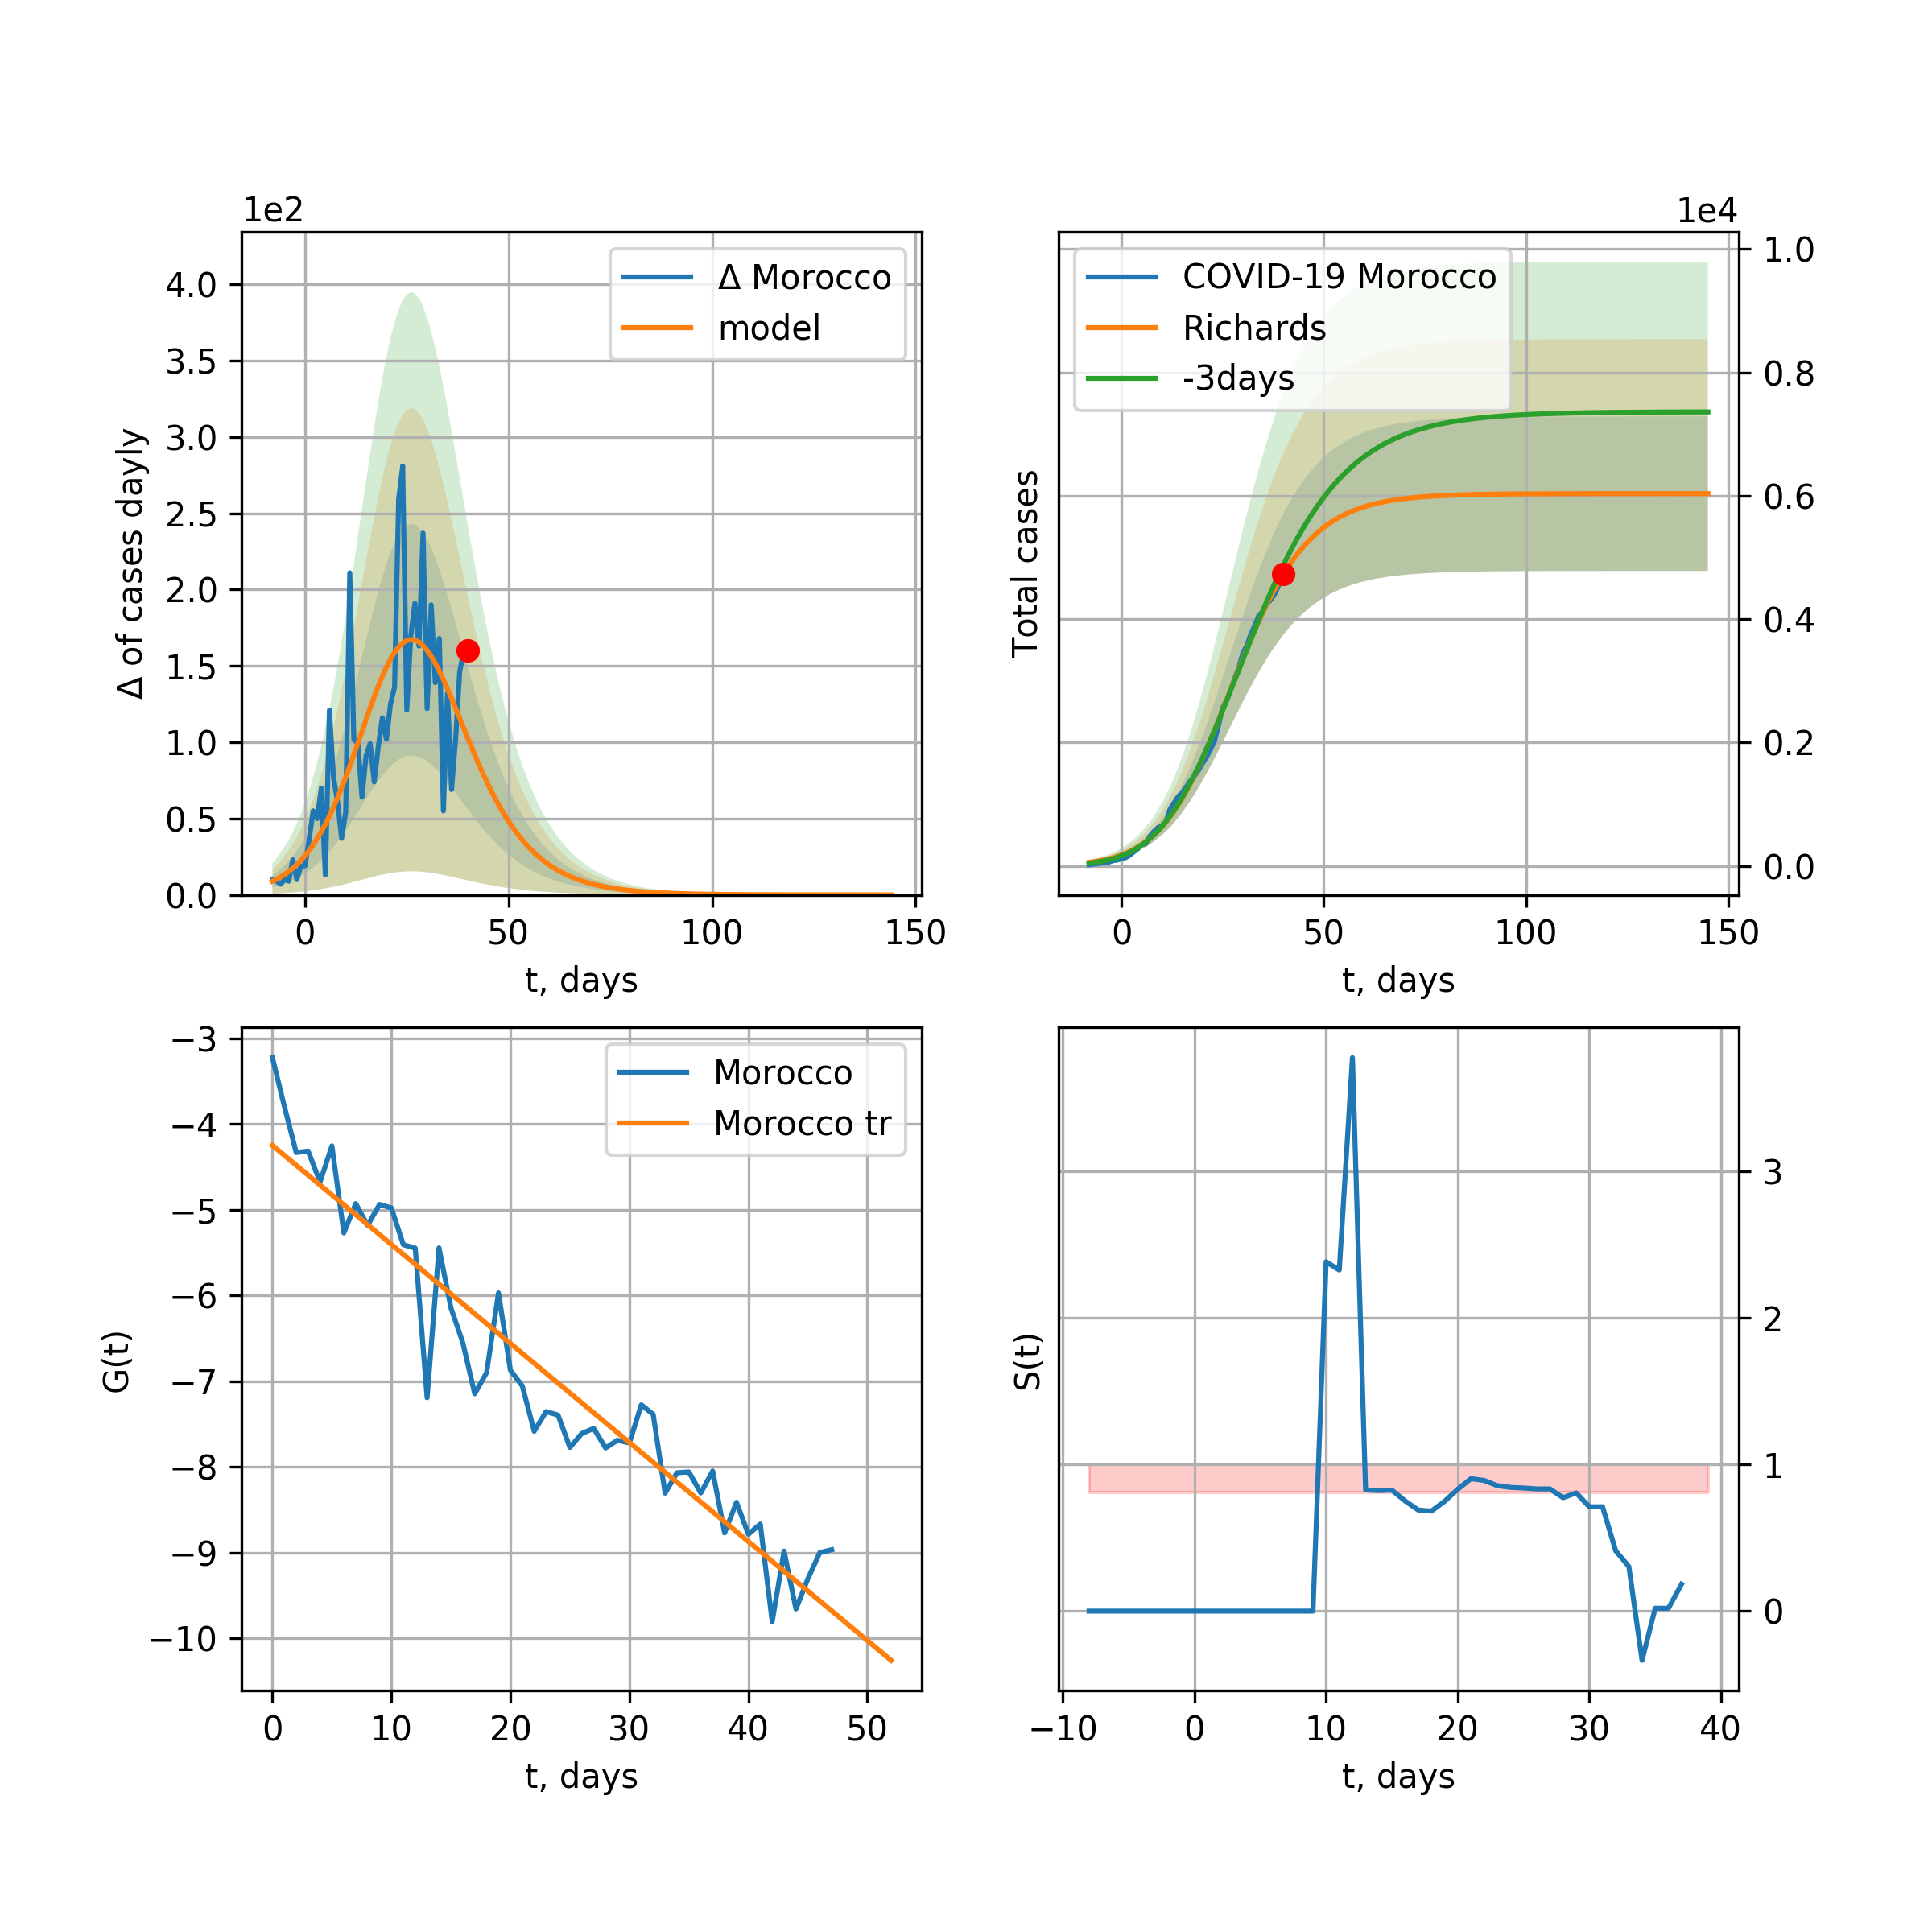 1e2
Δ of cases dayly
4.0
3.5
3.0
2.5
2.0
1.5
1.0
0.5
0.0
Δ Morocco
model
0
50
100
150
t, days
1e4
Total cases
COVID-19 Morocco
Richards
-3days
1.0
0.8
0.6
0.4
0.2
0.0
0
50
100
150
t, days
G(t)
−3
−4
−5
−6
−7
−8
−9
−10
Morocco
Morocco tr
0
10
20
30
40
50
t, days
S(t)
3
2
1
0
−10
0
10
20
30
40
t, days